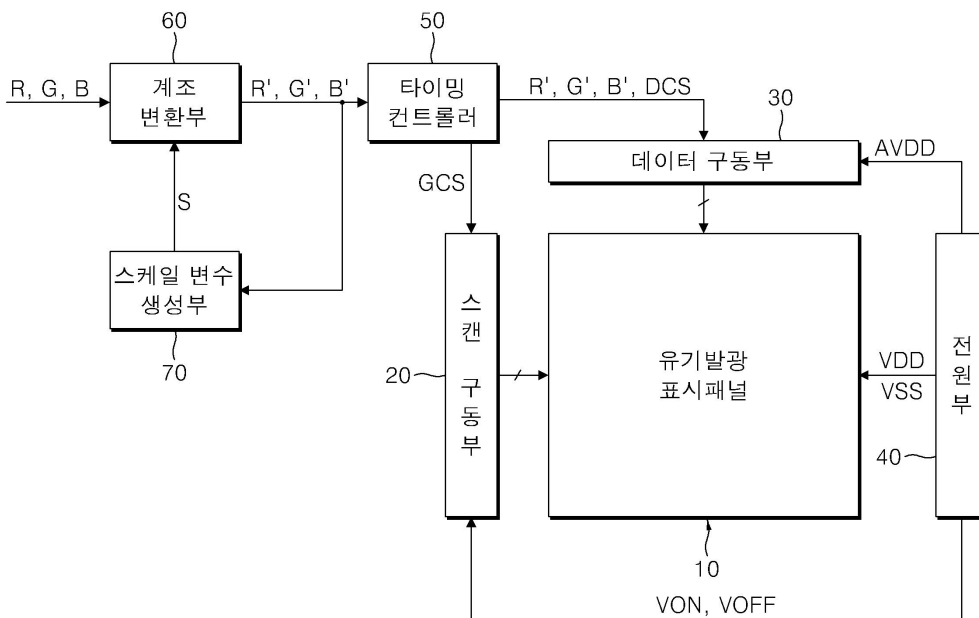 60
50
R, G, B
계조
변환부
R', G', B'
타이밍
컨트롤러
R', G', B', DCS
30
데이터 구동부
AVDD
GCS
S
스케일 변수
생성부
70
스캔 구동부
20
유기발광
표시패널
VDD
VSS
전원부
40
10
VON, VOFF